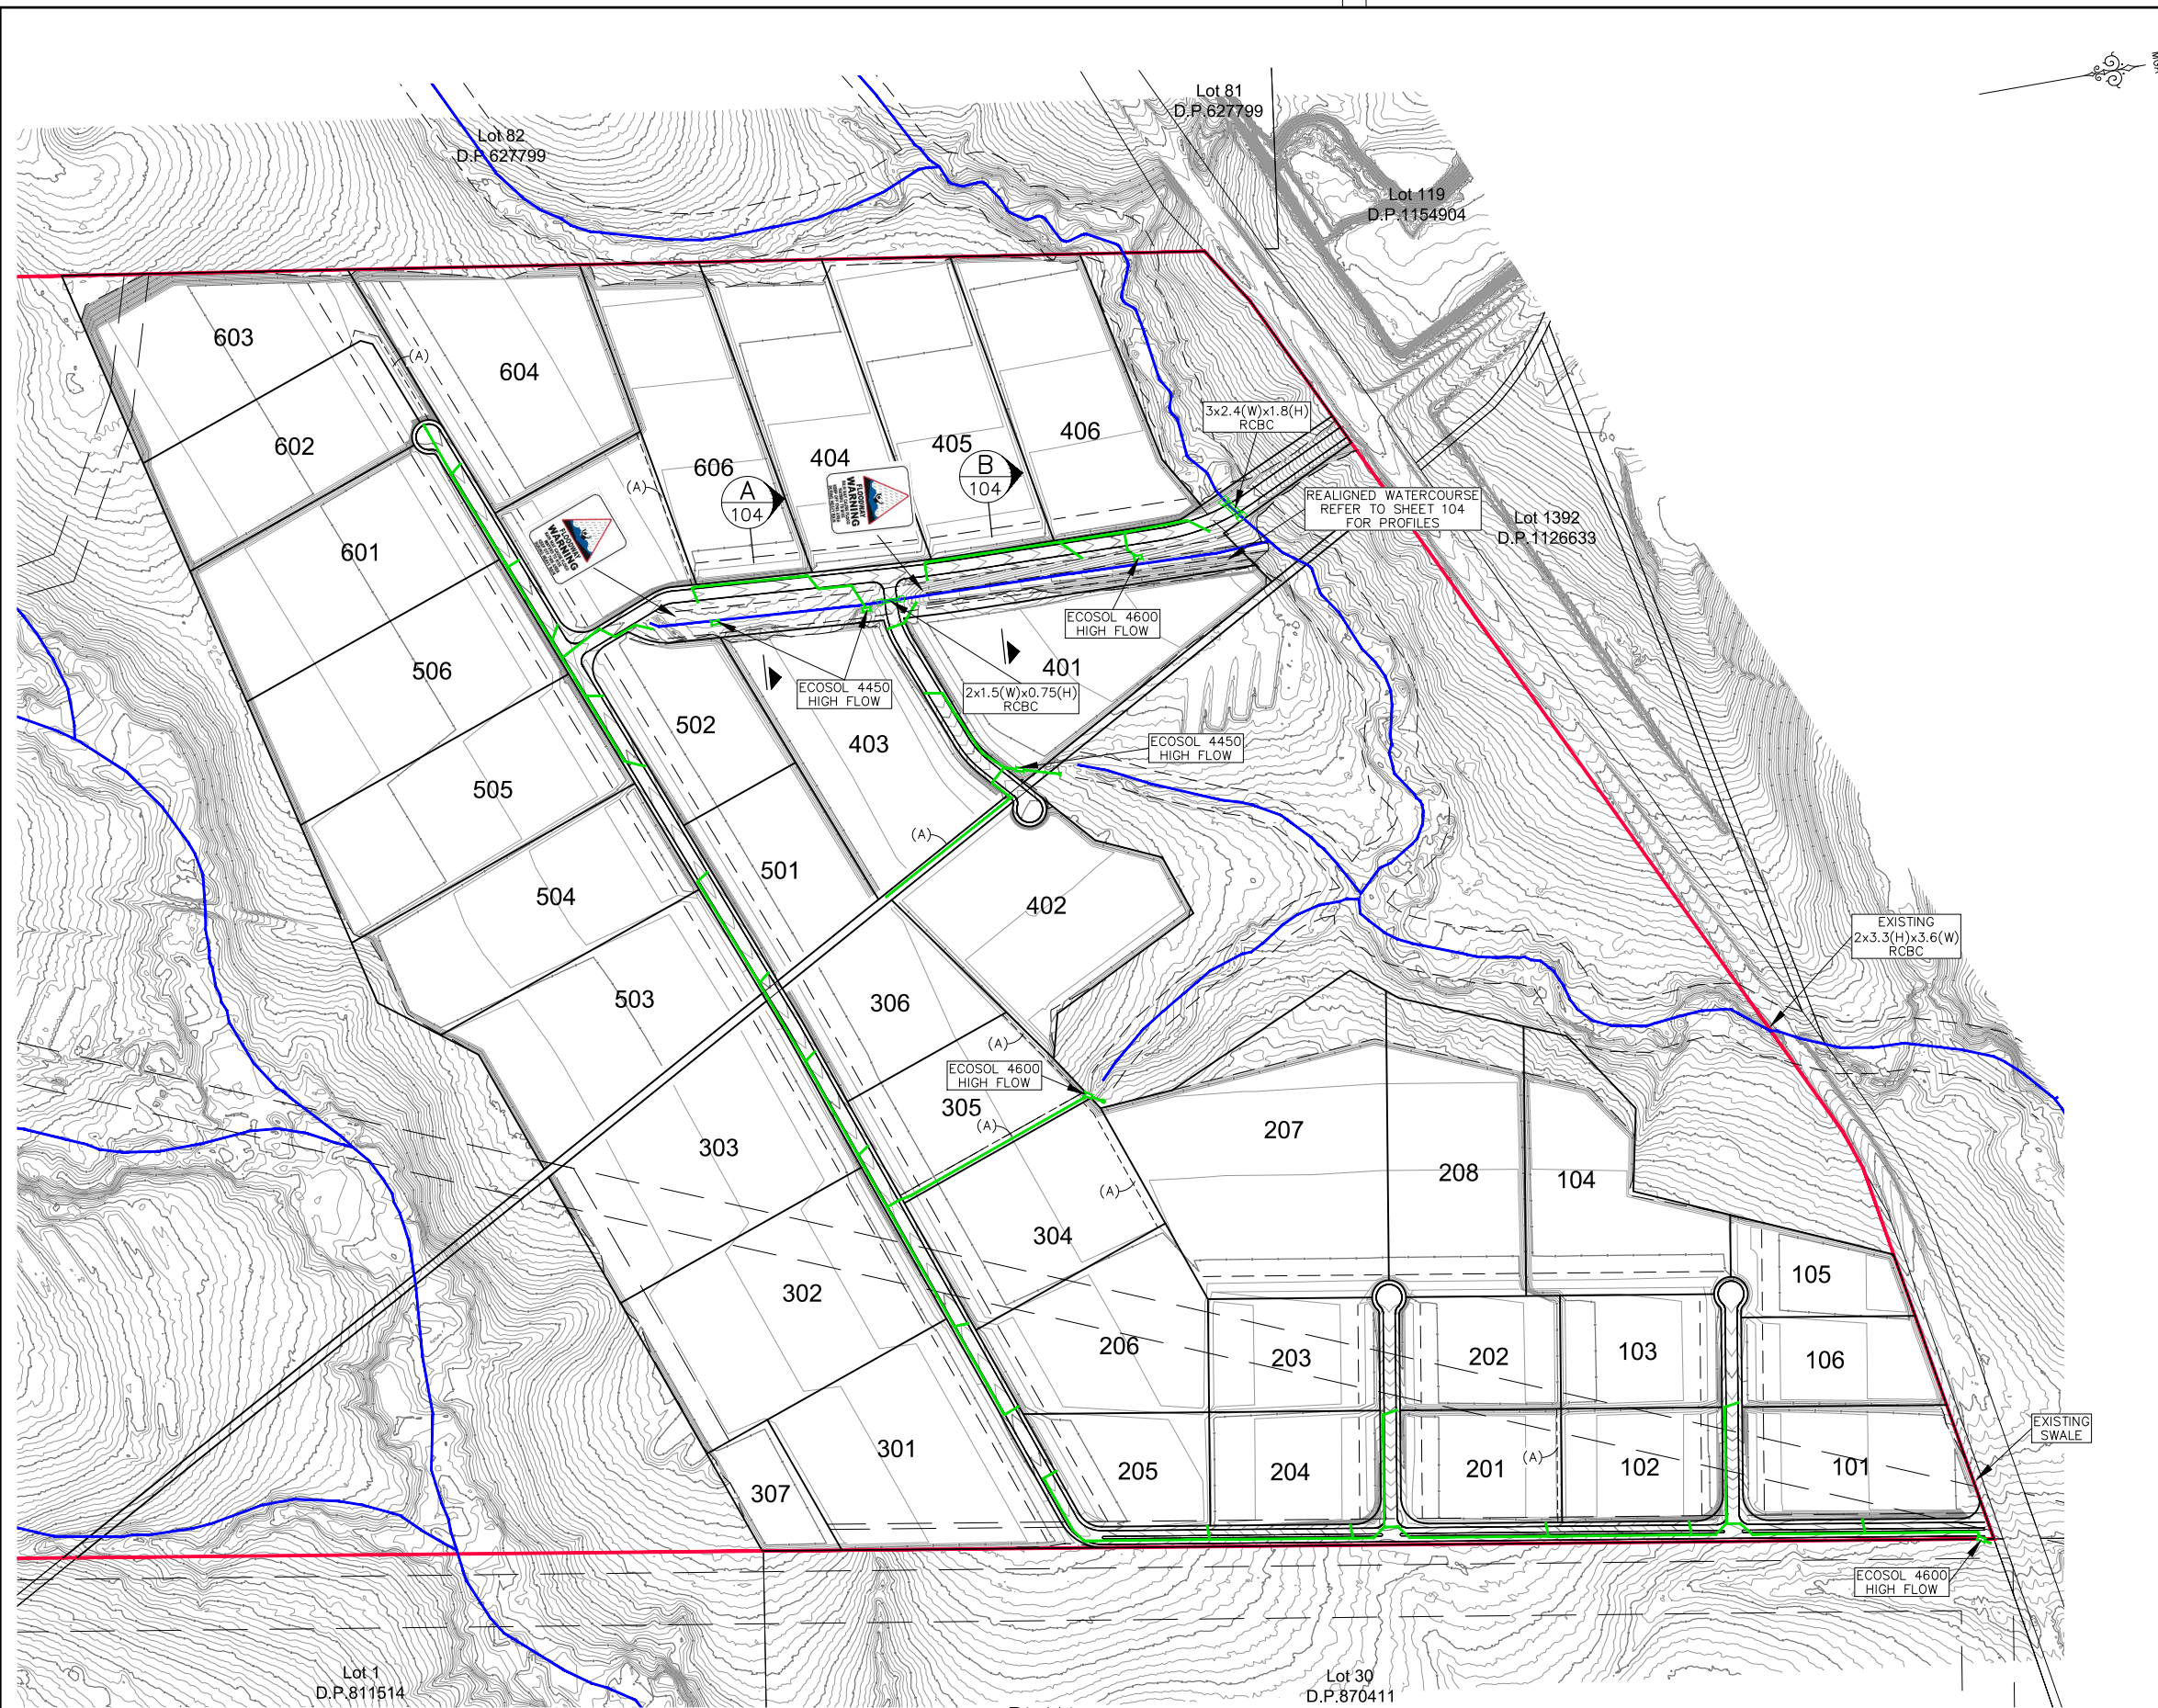 Lot 81
D.P.627799
Lot 82
D.P.627799
Lot 119
D.P.1154904
603
604
(A)
602
606
404
405
406
3x2.4(W)x1.8(H)
RCBC
(A)
A
104
B
104
FLOODWAY
WARNING
FLOODWAY
WARNING
REALIGNED WATERCOURSE
REFER TO SHEET 104
FOR PROFILES
Lot 1392
D.P.1126633
601
506
ECOSOL 4600
HIGH FLOW
401
ECOSOL 4450
HIGH FLOW
2x1.5(W)x0.75(H)
RCBC
502
403
ECOSOL 4450
HIGH FLOW
505
(A)
501
504
402
EXISTING
2x3.3(H)x3.6(W)
RCBC
503
306
(A)
ECOSOL 4600
HIGH FLOW
305
(A)
207
303
208
104
(A)
304
105
302
206
203
202
103
106
EXISTING
SWALE
301
205
204
201
(A)
102
101
307
ECOSOL 4600
HIGH FLOW
Lot 1
D.P.811514
Lot 30
D.P.870411